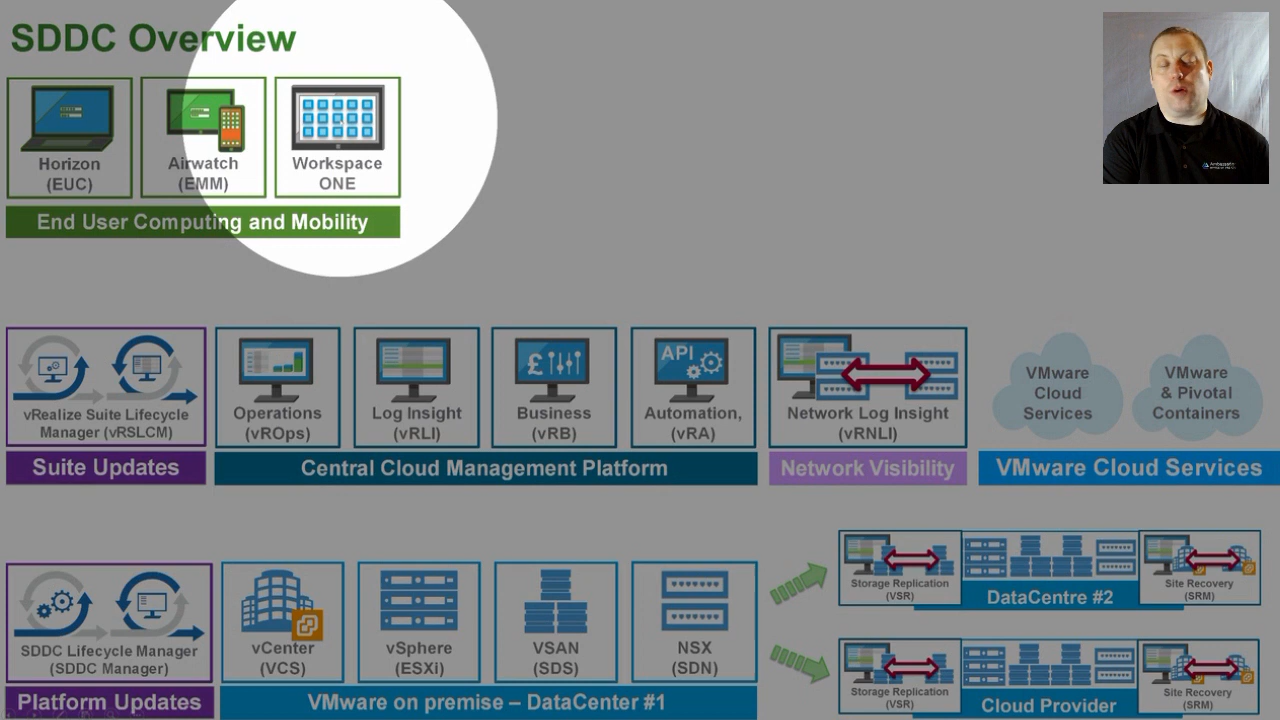 SDDC Overview
Horizon
(EUC)
Airwatch
(EMM)
Workspace
ONE
End User Computing and Mobility
vRealize Suite Lifecycle
Manager (vRSLCM)
Suite Updates
Operations
(vROps)
Log Insight
(vRLI)
£
Business
(vRB)
API
Automation,
(vRA)
Central Cloud Management Platform
Network Log Insight
(vRNLI)
Network Visibility
VMware
Cloud
Services
VMware
& Pivotal
Containers
VMware Cloud Services
SDDC Lifecycle Manager
(SDDC Manager)
Platform Updates
vCenter
(VCS)
vSphere
(ESXi)
VSAN
(SDS)
NSX
(SDN)
VMware on premise – DataCenter #1
Storage Replication
(VSR)
DataCentre #2
Site Recovery
(SRM)
Storage Replication
(VSR)
Cloud Provider
Site Recovery
(SRM)